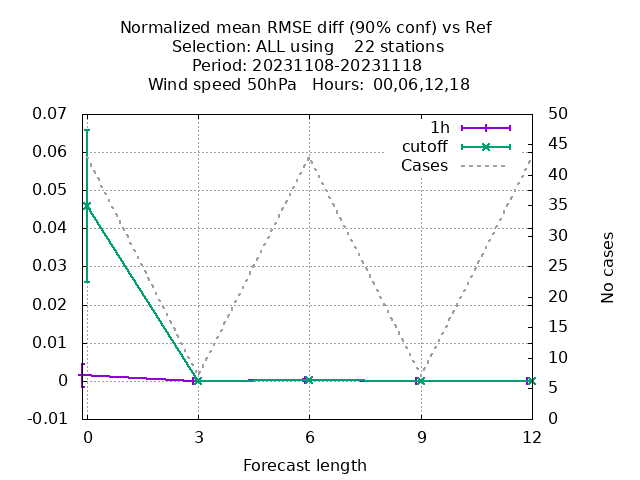 Normalized mean RMSE diff (90% conf) vs Ref
Selection: ALL using    22 stations
Period: 20231108-20231118
Wind speed 50hPa   Hours:  00,06,12,18
1h
cutoff
Cases
0.07
0.06
0.05
0.04
0.03
0.02
0.01
0
-0.01
50
45
40
35
30
25
20
15
10
5
0
No cases
0 3 6 9 12
Forecast length